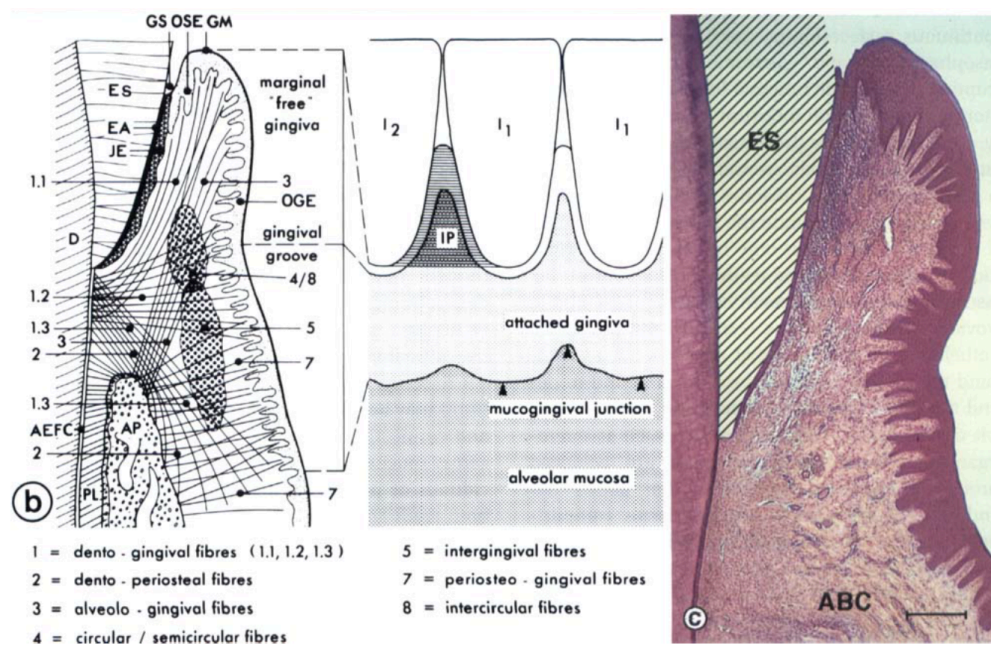 GS OSE GM
ES
EA
JE
1.1
D
1.2
1.3
3
2
1.3
AEFC
AP
2
PL
b
marginal
"free"
gingiva
3
OGE
gingival
groove
4/8
5
7
7
I2
I1
I1
IP
attached gingiva
mucogingival junction
alveolar mucosa
1 = dento - gingival fibres (1.1, 1.2, 1.3)
2 = dento - periosteal fibres
3 = alveolo - gingival fibres
4 = circular / semicircular fibres
5 = intergingival fibres
7 = periosteo - gingival fibres
8 = intercircular fibres
ES
ABC
c